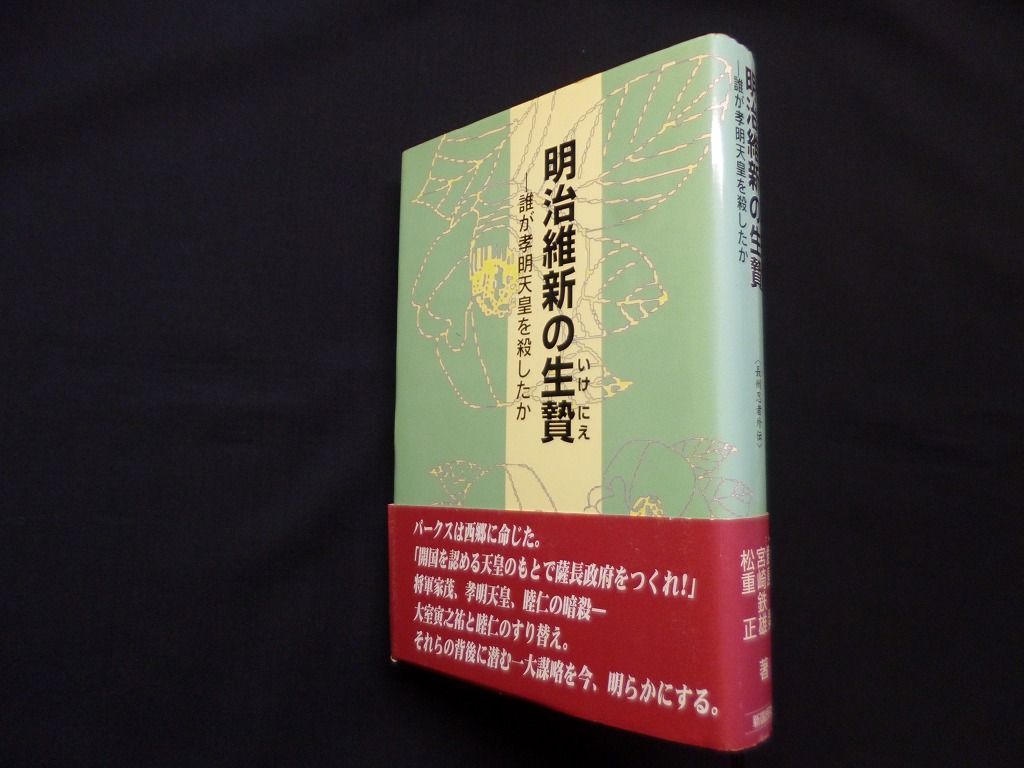 明治維新の生贄
いけにえ
―誰が孝明天皇を殺したか
パークスは西郷に命じた。
「開国を認める天皇のもとで薩長政府をつくれ!」
将軍家茂、孝明天皇、睦仁の暗殺―
大室寅之祐と睦仁のすり替え。
それらの背後に潜む一大謀略を今、明らかにする。
明治維新の生贄
―誰が孝明天皇を殺したか
宮崎鉄雄
松重 正
著